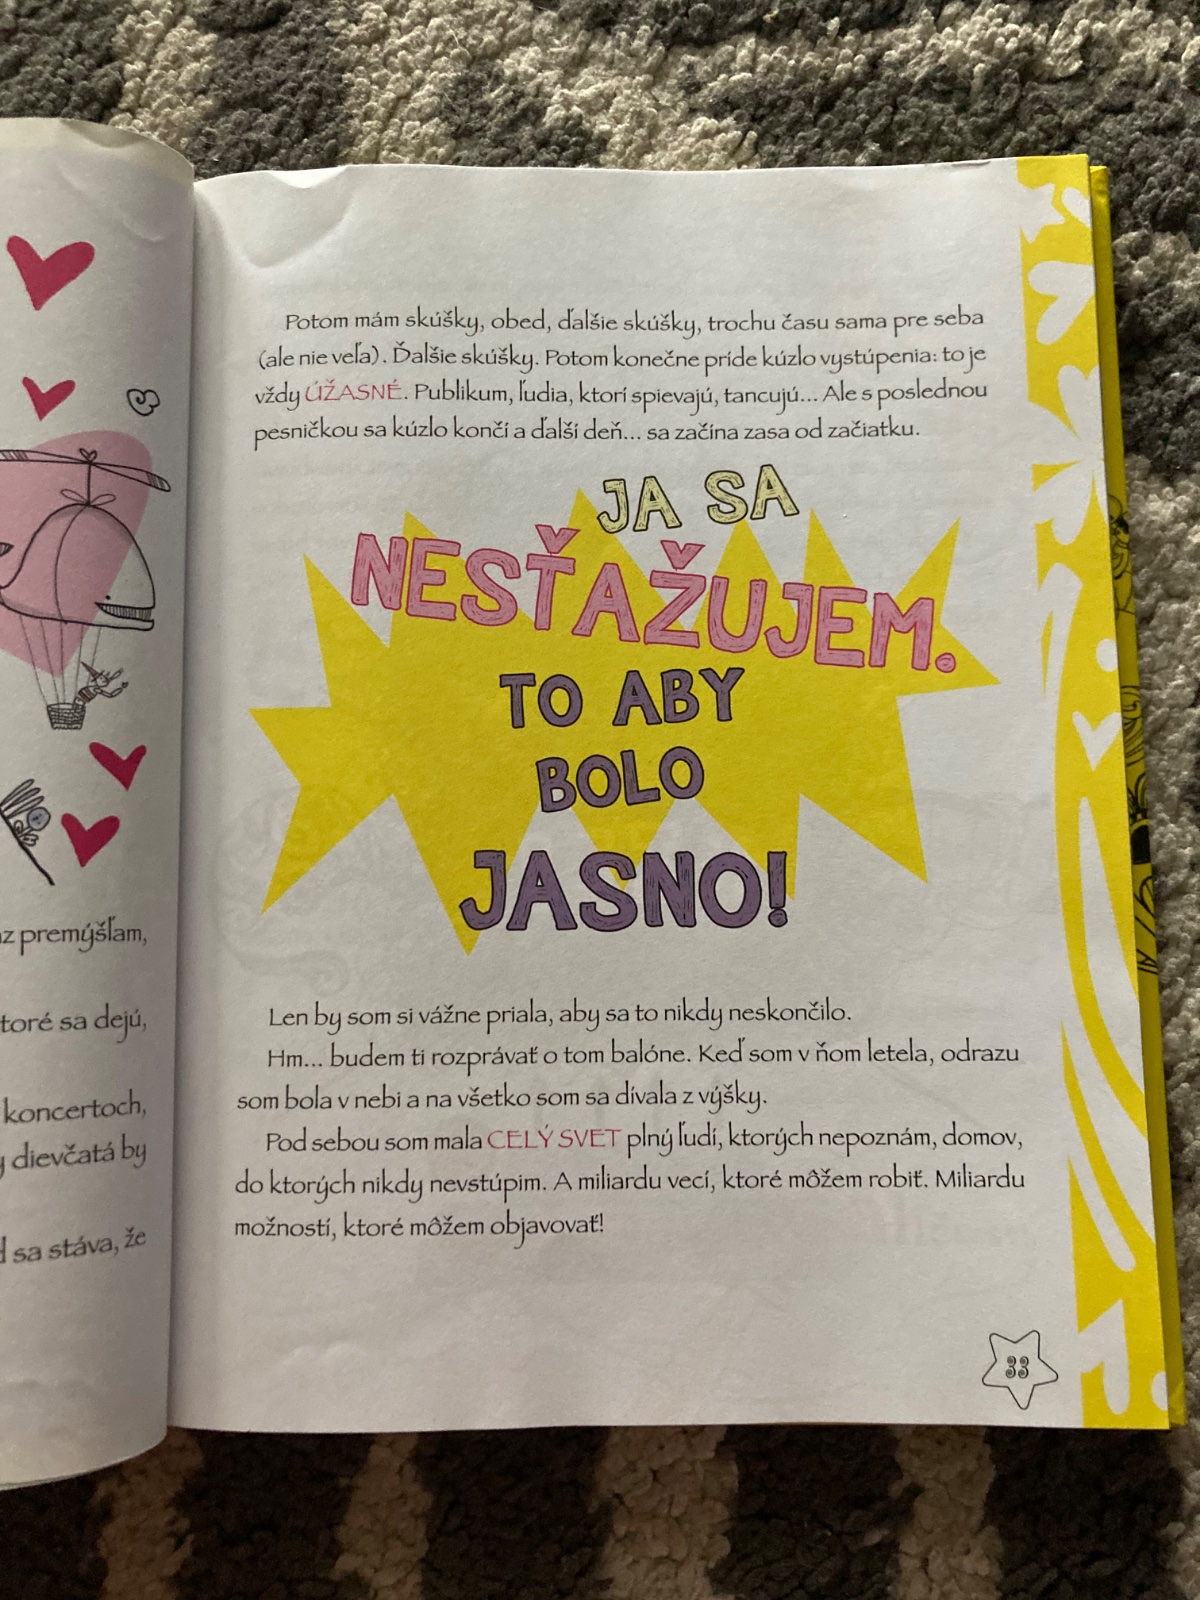 premýšľam,
toré sa dejú,
koncertoch,
dievčatá by
sa stáva, že
Potom mám skúšky, obed, ďalšie skúšky, trochu času sama pre seba
(ale nie veľa). Ďalšie skúšky. Potom konečne príde kúzlo vystúpenia: to je
vždy ÚŽASNÉ. Publikum, ľudia, ktorí spievajú, tancujú... Ale s poslednou
pesničkou sa kúzlo končí a ďalší deň... sa začína zasa od začiatku.
JA SA
NESŤAŽUJEM.
TO ABY
BOLO
JASNO!
Len by som si vážne priala, aby sa to nikdy neskončilo.
Hm... budem ti rozprávať o tom balóne. Keď som v ňom letela, odrazu
som bola v nebi a na všetko som sa dívala z výšky.
Pod sebou som mala CELÝ SVET plný ľudí, ktorých nepoznám, domov,
do ktorých nikdy nevstúpim. A miliardu vecí, ktoré môžem robiť. Miliardu
možností, ktoré môžem objavovať!
33